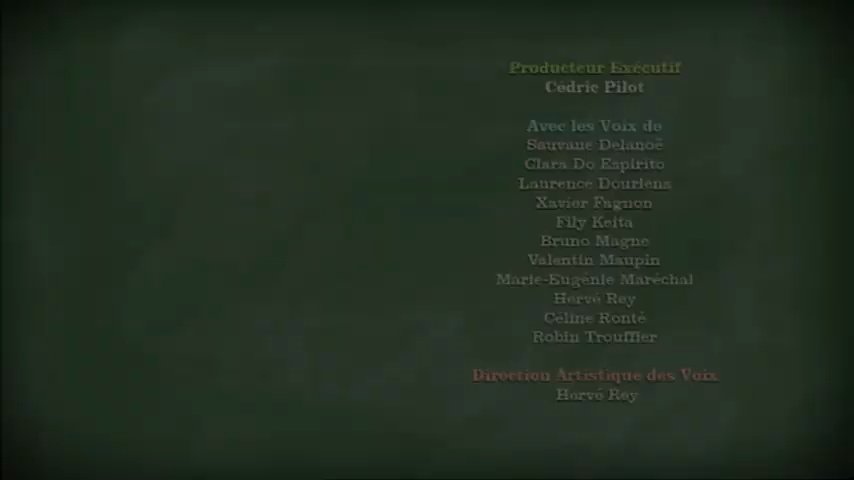 Producteur Exécutif
Cédric Pilot
Avec les Voix de
Sauvane Delanoë
Clara Do Espirito
Laurence Dourlens
Xavier Fagnon
Fily Keita
Bruno Magne
Valentin Maupin
Marie-Eugénie Maréchal
Hervé Rey
Céline Ronté
Robin Trouffier
Direction Artistique des Voix
Hervé Rey